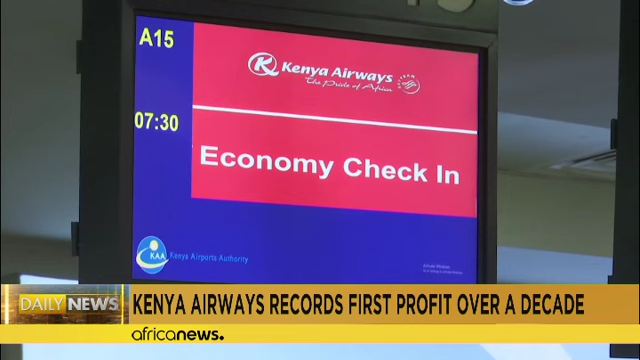 A15
Kenya Airways
The Pride of Africa
07:30
Economy Check In
KAA
Kenya Airports Authority
DAILY NEWS
KENYA AIRWAYS RECORDS FIRST PROFIT OVER A DECADE
africanews.